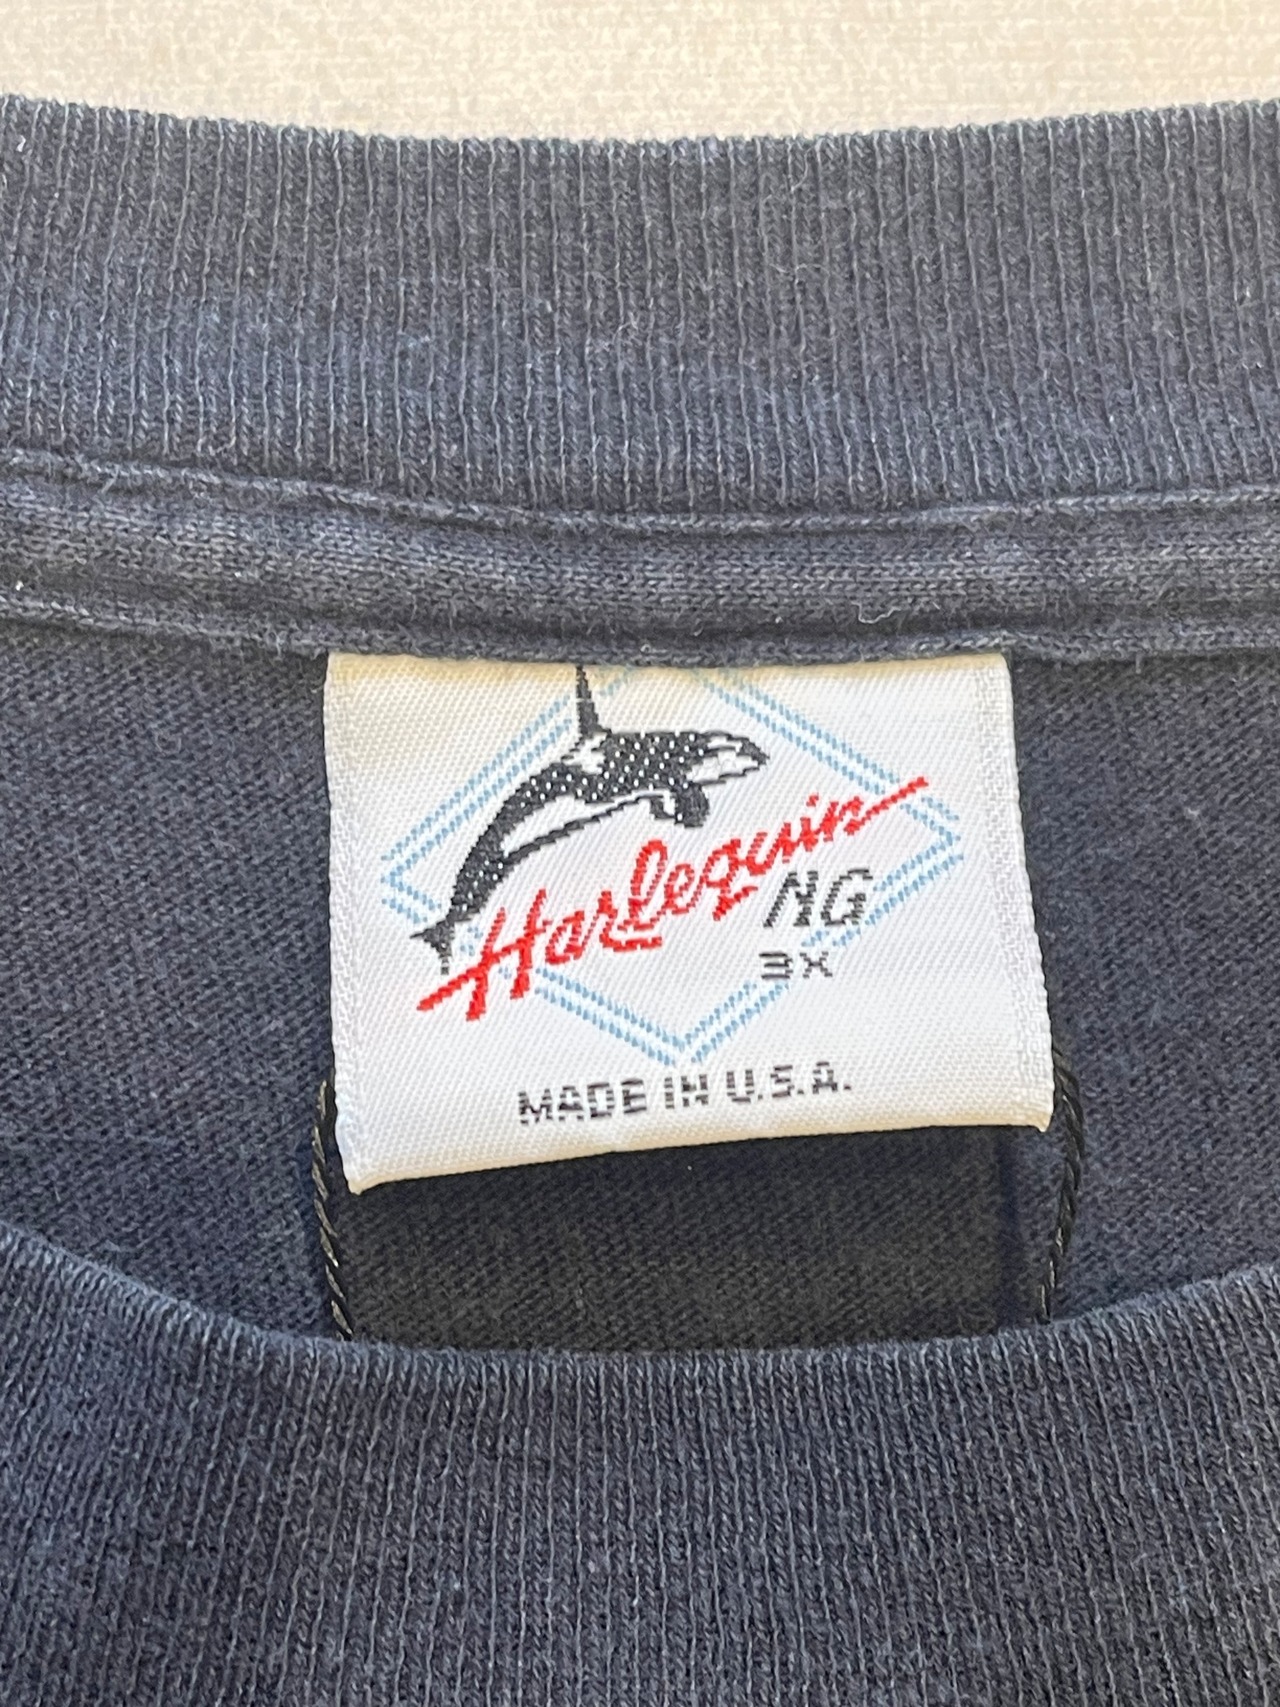 Harlequin
NG
3X
MADE IN U.S.A.